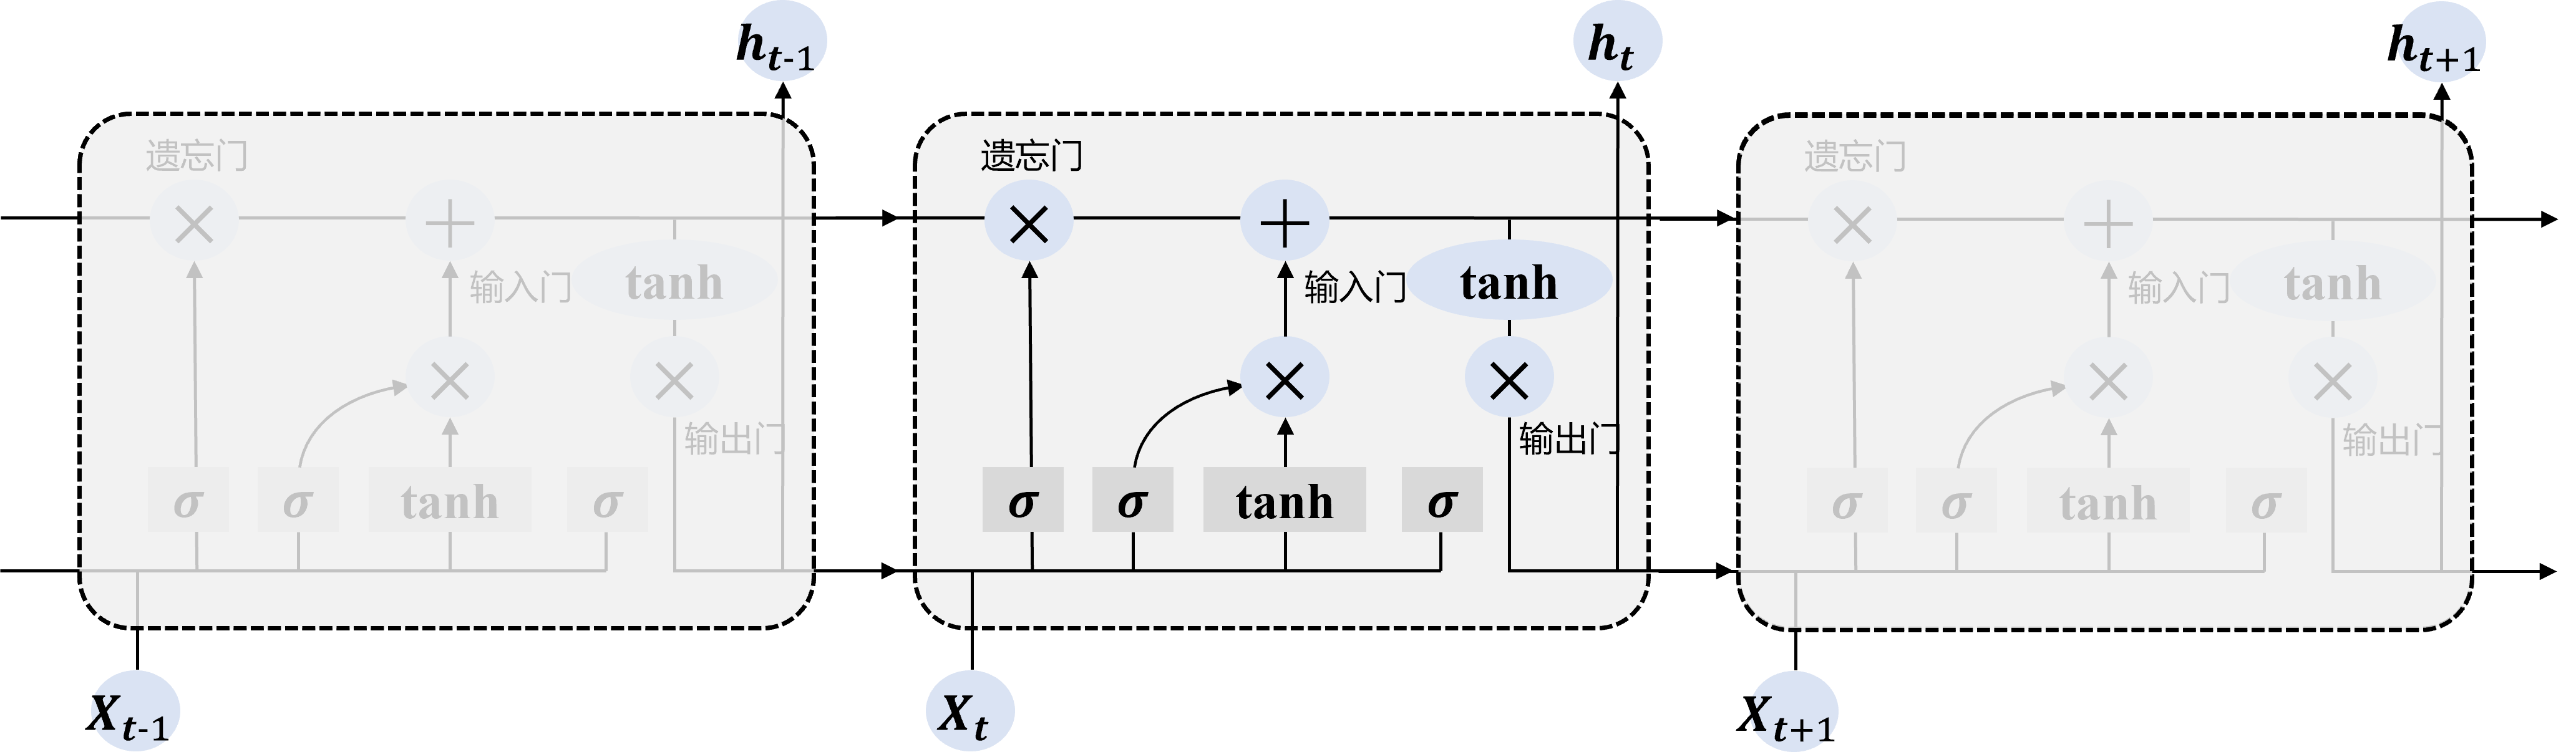 h_{t-1} h_t h_{t+1}
遗忘门 遗忘门 遗忘门
× + × + × +
输入门 tanh 输入门 tanh 输入门 tanh
× × × × × ×
输出门 输出门 输出门
σ σ tanh σ σ σ tanh σ σ σ tanh σ
X_{t-1} X_t X_{t+1}